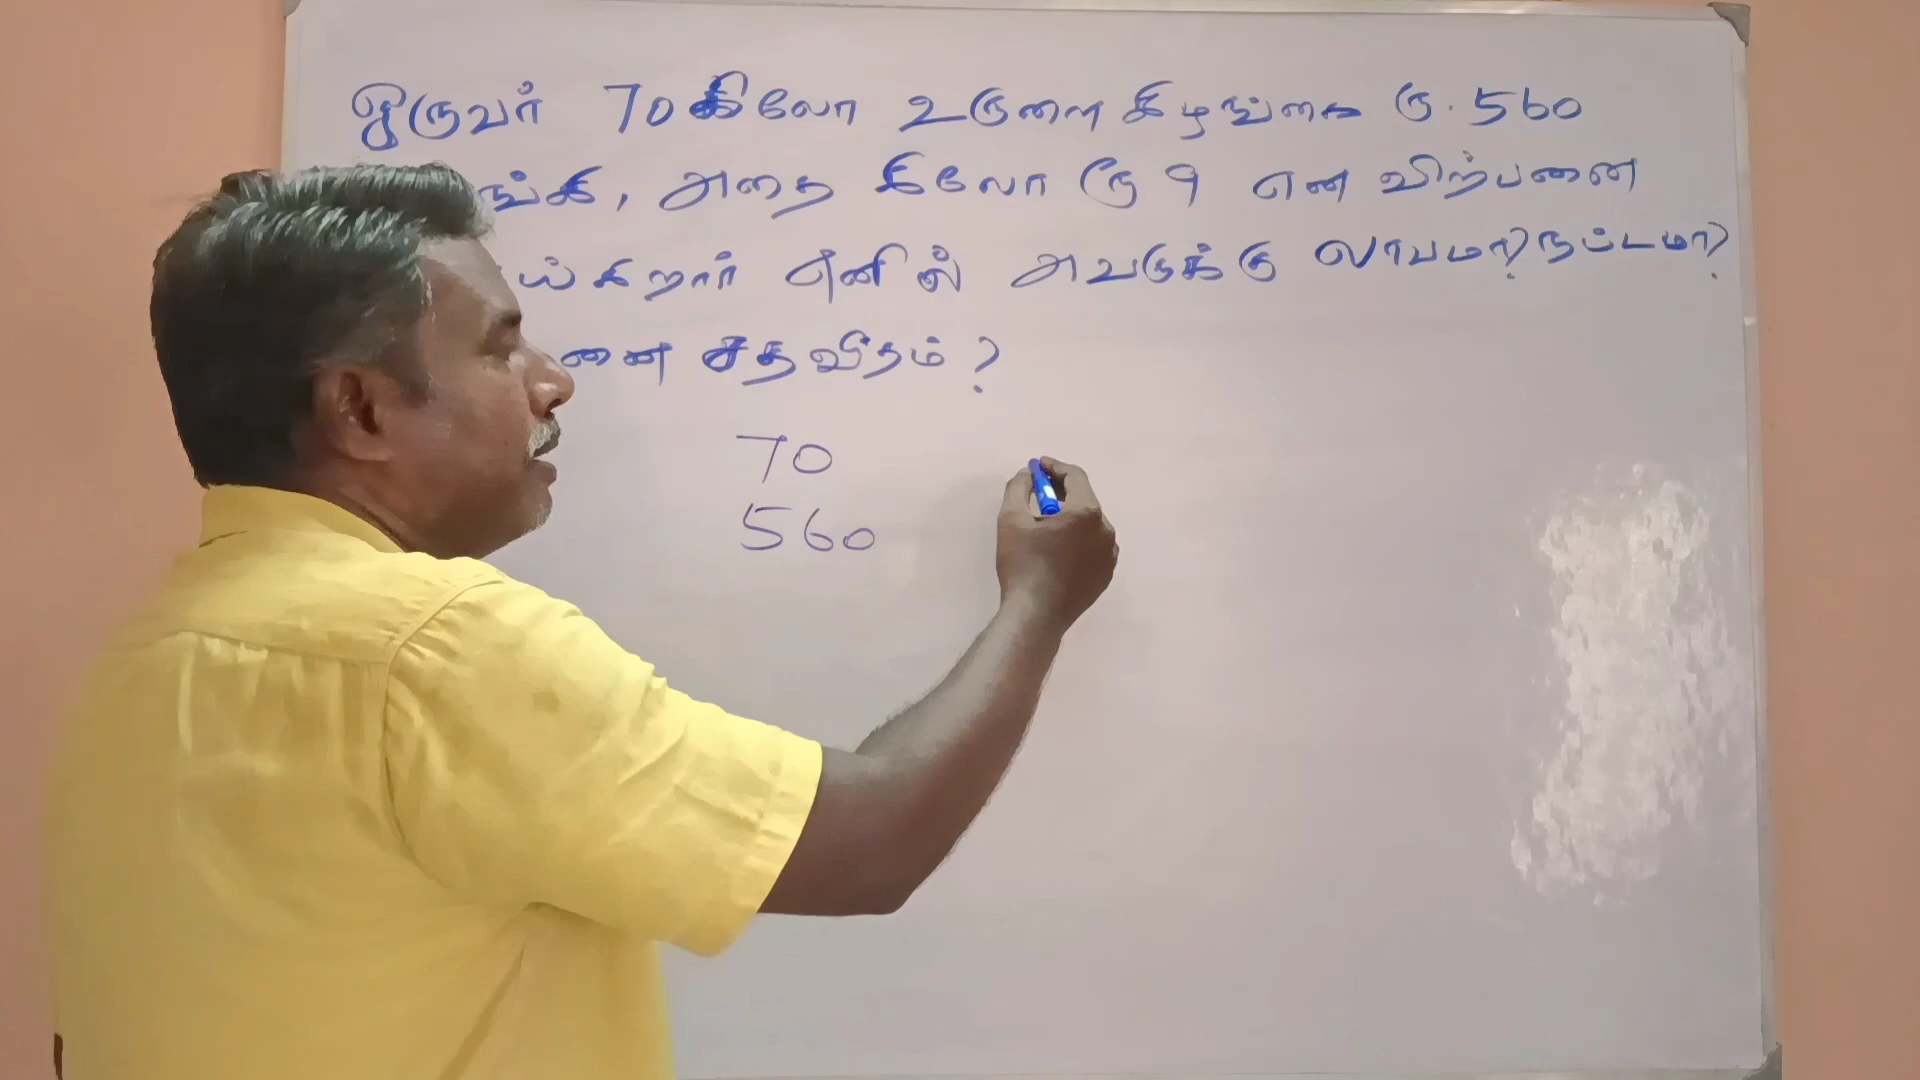 ஒருவர் 70 கிலோ உருளை கிழங்கை ரூ. 560
அதை கிலோ ரூ 9 என விற்பனை
எனில் அவருக்கு லாபமா? நட்டமா?
சதவீதம் ?
70
560